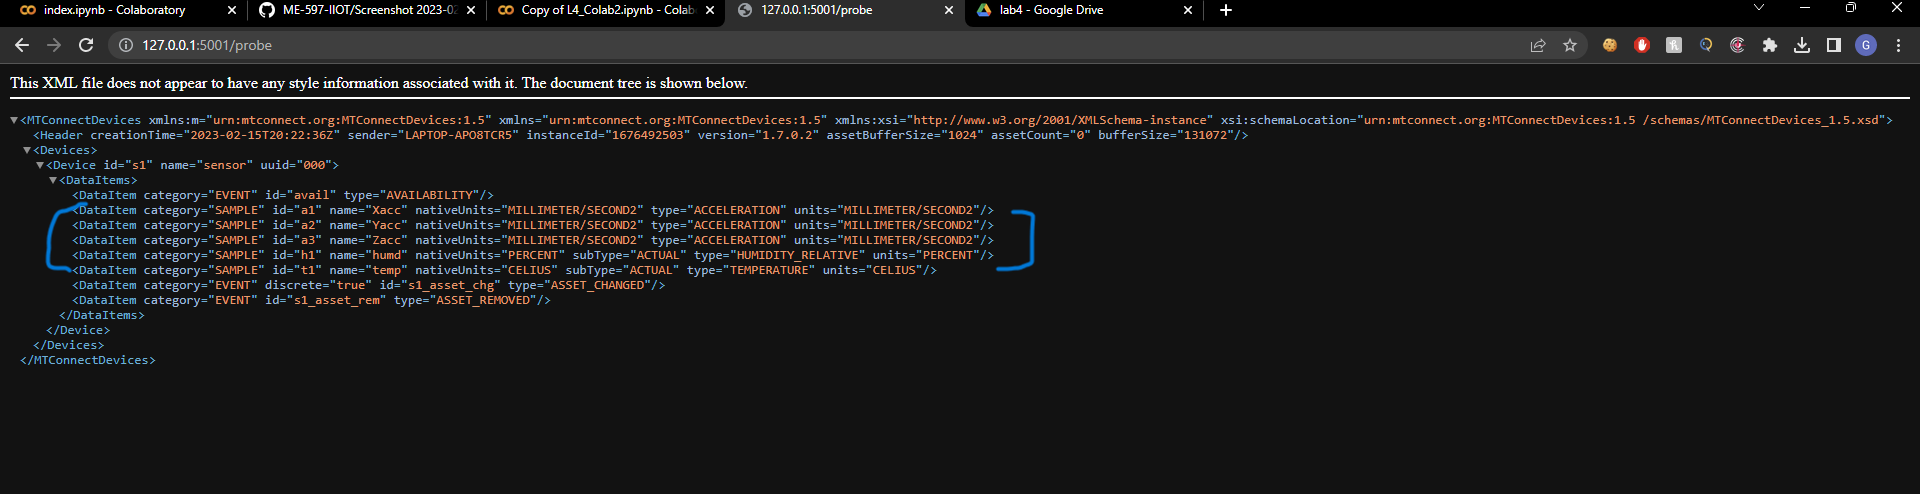 index.ipynb - Colaboratory
ME-597-IIOT/Screenshot 2023-02
Copy of L4_Colab2.ipynb - Colab
127.0.0.1:5001/probe
lab4 - Google Drive
127.0.0.1:5001/probe
G
This XML file does not appear to have any style information associated with it. The document tree is shown below.
<MTConnectDevices xmlns:m="urn:mtconnect.org:MTConnectDevices:1.5" xmlns="urn:mtconnect.org:MTConnectDevices:1.5" xmlns:xsi="http://www.w3.org/2001/XMLSchema-instance" xsi:schemaLocation="urn:mtconnect.org:MTConnectDevices:1.5 /schemas/MTConnectDevices_1.5.xsd">
<Header creationTime="2023-02-15T20:22:36Z" sender="LAPTOP-APO8TCR5" instanceId="1676492503" version="1.7.0.2" assetBufferSize="1024" assetCount="0" bufferSize="131072"/>
<Devices>
<Device id="s1" name="sensor" uuid="000">
<DataItems>
<DataItem category="EVENT" id="avail" type="AVAILABILITY"/>
<DataItem category="SAMPLE" id="a1" name="Xacc" nativeUnits="MILLIMETER/SECOND2" type="ACCELERATION" units="MILLIMETER/SECOND2"/>
<DataItem category="SAMPLE" id="a2" name="Yacc" nativeUnits="MILLIMETER/SECOND2" type="ACCELERATION" units="MILLIMETER/SECOND2"/>
<DataItem category="SAMPLE" id="a3" name="Zacc" nativeUnits="MILLIMETER/SECOND2" type="ACCELERATION" units="MILLIMETER/SECOND2"/>
<DataItem category="SAMPLE" id="h1" name="humd" nativeUnits="PERCENT" subType="ACTUAL" type="HUMIDITY_RELATIVE" units="PERCENT"/>
<DataItem category="SAMPLE" id="t1" name="temp" nativeUnits="CELIUS" subType="ACTUAL" type="TEMPERATURE" units="CELIUS"/>
<DataItem category="EVENT" discrete="true" id="s1_asset_chg" type="ASSET_CHANGED"/>
<DataItem category="EVENT" id="s1_asset_rem" type="ASSET_REMOVED"/>
</DataItems>
</Device>
</Devices>
</MTConnectDevices>